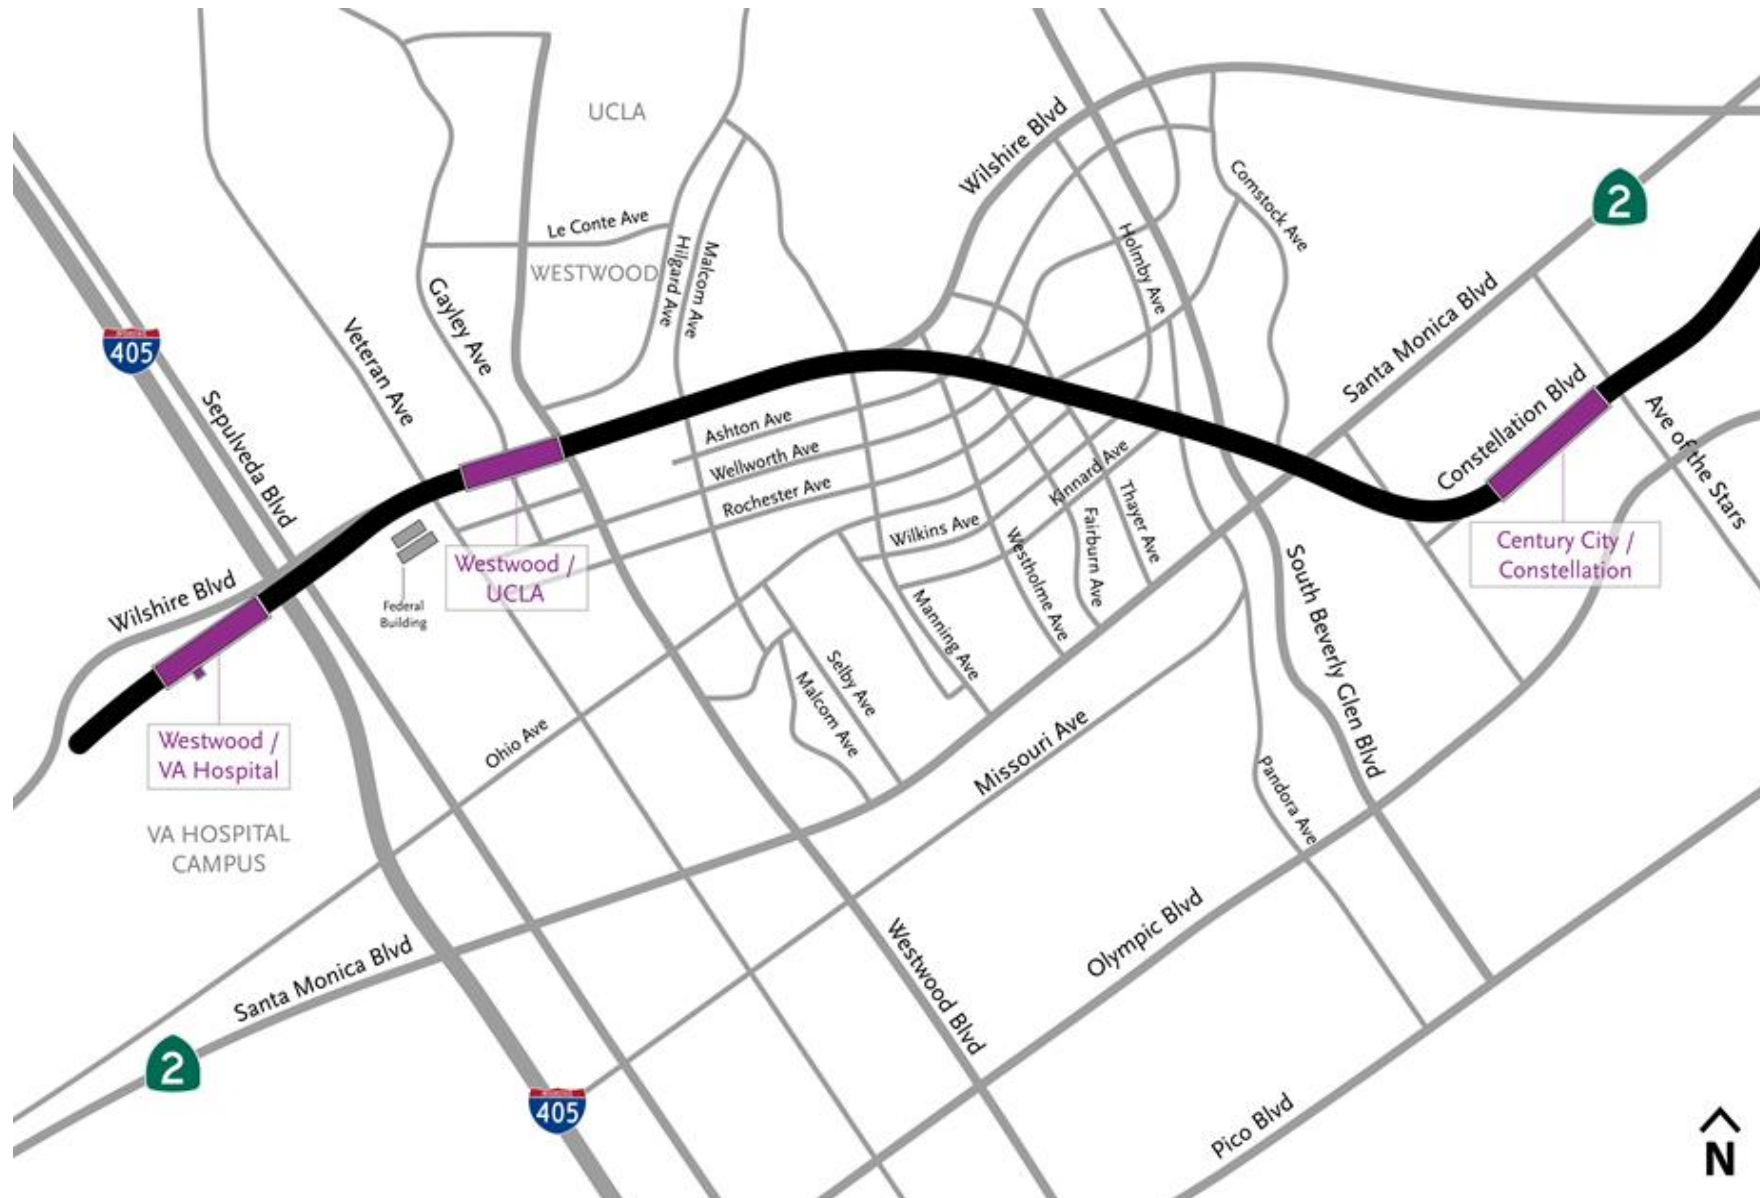 UCLA
Wilshire Blvd
2
Comstock Ave
Le Conte Ave
WESTWOOD
Hilgard Ave
Malcom Ave
Holmby Ave
405
Veteran Ave
Gayley Ave
Santa Monica Blvd
Sepulveda Blvd
Ashton Ave
Wellworth Ave
Rochester Ave
Constellation Blvd
Ave of the Stars
Kinnard Ave
Thayer Ave
Fairburn Ave
Wilkins Ave
Westholme Ave
Century City /
Constellation
Westwood /
UCLA
Federal
Building
Wilshire Blvd
Manning Ave
South Beverly Glen Blvd
Selby Ave
Malcom Ave
Westwood /
VA Hospital
Ohio Ave
Missouri Ave
Pandora Ave
VA HOSPITAL
CAMPUS
Santa Monica Blvd
Westwood Blvd
Olympic Blvd
2
405
Pico Blvd
N